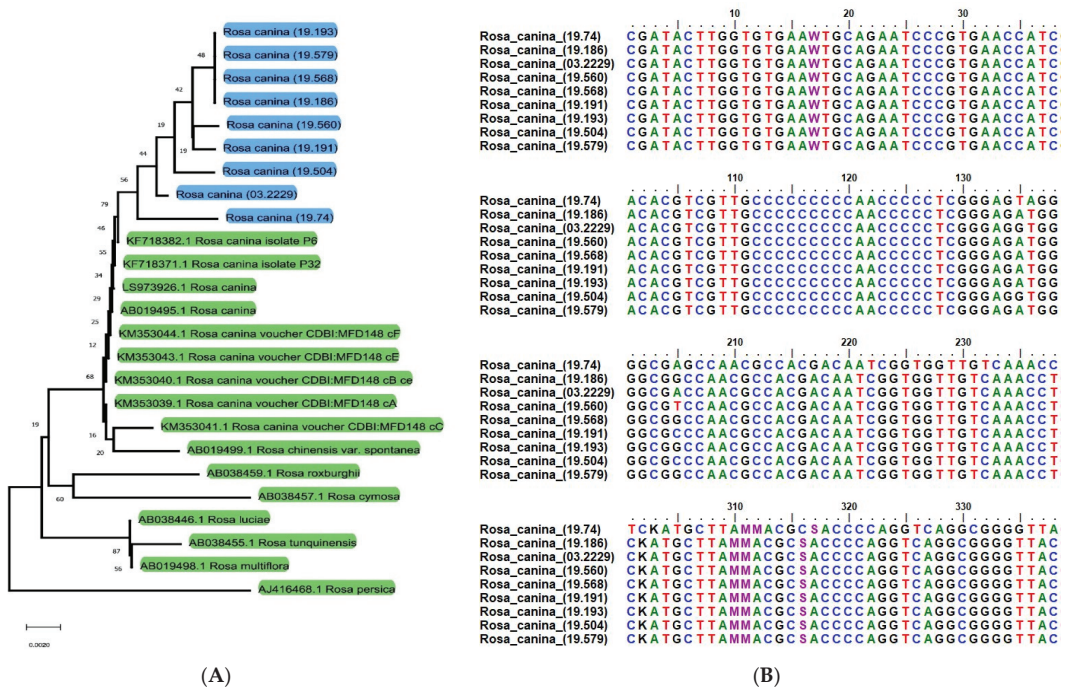 Rosa canina (19.193)
Rosa canina (19.579)
Rosa canina (19.568)
Rosa canina (19.186)
Rosa canina (19.560)
Rosa canina (19.191)
Rosa canina (19.504)
Rosa canina (03.2229)
Rosa canina (19.74)
KF718382.1 Rosa canina isolate P6
KF718371.1 Rosa canina isolate P32
LS973926.1 Rosa canina
AB019495.1 Rosa canina
KM353044.1 Rosa canina voucher CDBI:MFD148 cF
KM353043.1 Rosa canina voucher CDBI:MFD148 cE
KM353040.1 Rosa canina voucher CDBI:MFD148 cB ce
KM353039.1 Rosa canina voucher CDBI:MFD148 cA
KM353041.1 Rosa canina voucher CDBI:MFD148 cC
AB019499.1 Rosa chinensis var. spontanea
AB038459.1 Rosa roxburghii
AB038457.1 Rosa cymosa
AB038446.1 Rosa luciae
AB038455.1 Rosa tunquinensis
AB019498.1 Rosa multiflora
AJ416468.1 Rosa persica
48
42
19
19
44
56
79
46
55
34
29
25
12
68
16
20
19
60
87
56
0.0020
(A)
10 20 30
Rosa_canina_(19.74) CGATACTTGGTGTGAAWTGCAGAATCCCGTGAACCATC
Rosa_canina_(19.186) CGATACTTGGTGTGAAWTGCAGAATCCCGTGAACCATC
Rosa_canina_(03.2229) CGATACTTGGTGTGAAWTGCAGAATCCCGTGAACCATC
Rosa_canina_(19.560) CGATACTTGGTGTGAAWTGCAGAATCCCGTGAACCATC
Rosa_canina_(19.568) CGATACTTGGTGTGAAWTGCAGAATCCCGTGAACCATC
Rosa_canina_(19.191) CGATACTTGGTGTGAAWTGCAGAATCCCGTGAACCATC
Rosa_canina_(19.193) CGATACTTGGTGTGAAWTGCAGAATCCCGTGAACCATC
Rosa_canina_(19.504) CGATACTTGGTGTGAAWTGCAGAATCCCGTGAACCATC
Rosa_canina_(19.579) CGATACTTGGTGTGAAWTGCAGAATCCCGTGAACCATC
110 120 130
Rosa_canina_(19.74) ACACGTCGTTGCCCCCCCCCAACCCCCTCGGGAGTAGG
Rosa_canina_(19.186) ACACGTCGTTGCCCCCCCCCAACCCCCTCGGGAGATGG
Rosa_canina_(03.2229) ACACGTCGTTGCCCCCCCCCAACCCCCTCGGGAGGTGG
Rosa_canina_(19.560) ACACGTCGTTGCCCCCCCCCAACCCCCTCGGGAGATGG
Rosa_canina_(19.568) ACACGTCGTTGCCCCCCCCCAACCCCCTCGGGAGATGG
Rosa_canina_(19.191) ACACGTCGTTGCCCCCCCCCAACCCCCTCGGGAGATGG
Rosa_canina_(19.193) ACACGTCGTTGCCCCCCCCCAACCCCCTCGGGAGATGG
Rosa_canina_(19.504) ACACGTCGTTGCCCCCCCCCAACCCCCTCGGGAGGTGG
Rosa_canina_(19.579) ACACGTCGTTGCCCCCCCCCAACCCCCTCGGGAGATGG
210 220 230
Rosa_canina_(19.74) GGCGAGCCAACGCCACGACAATCGGTGGTTGTCAAACC
Rosa_canina_(19.186) GGCGGCCAACGCCACGACAATCGGTGGTTGTCAAACCT
Rosa_canina_(03.2229) GGCGACCAACGCCACGACAATCGGTGGTTGTCAAACCT
Rosa_canina_(19.560) GGCGTCCAACGCCACGACAATCGGTGGTTGTCAAACCT
Rosa_canina_(19.568) GGCGGCCAACGCCACGACAATCGGTGGTTGTCAAACCT
Rosa_canina_(19.191) GGCGCCCAACGCCACGACAATCGGTGGTTGTCAAACCT
Rosa_canina_(19.193) GGCGCCCAACGCCACGACAATCGGTGGTTGTCAAACCT
Rosa_canina_(19.504) GGCGCCCAACGCCACGACAATCGGTGGTTGTCAAACCT
Rosa_canina_(19.579) GGCGGCCAACGCCACGACAATCGGTGGTTGTCAAACCT
310 320 330
Rosa_canina_(19.74) TCKATGCTTAMMACGCSACCCCAGGTCAGGCGGGGTTA
Rosa_canina_(19.186) CKATGCTTAMMACGCSACCCCAGGTCAGGCGGGGTTAC
Rosa_canina_(03.2229) CKATGCTTAMMACGCSACCCCAGGTCAGGCGGGGTTAC
Rosa_canina_(19.560) CKATGCTTAMMACGCSACCCCAGGTCAGGCGGGGTTAC
Rosa_canina_(19.568) CKATGCTTAMMACGCSACCCCAGGTCAGGCGGGGTTAC
Rosa_canina_(19.191) CKATGCTTAMMACGCSACCCCAGGTCAGGCGGGGTTAC
Rosa_canina_(19.193) CKATGCTTAMMACGCSACCCCAGGTCAGGCGGGGTTAC
Rosa_canina_(19.504) CKATGCTTAMMACGCSACCCCAGGTCAGGCGGGGTTAC
Rosa_canina_(19.579) CKATGCTTAMMACGCSACCCCAGGTCAGGCGGGGTTAC
(B)